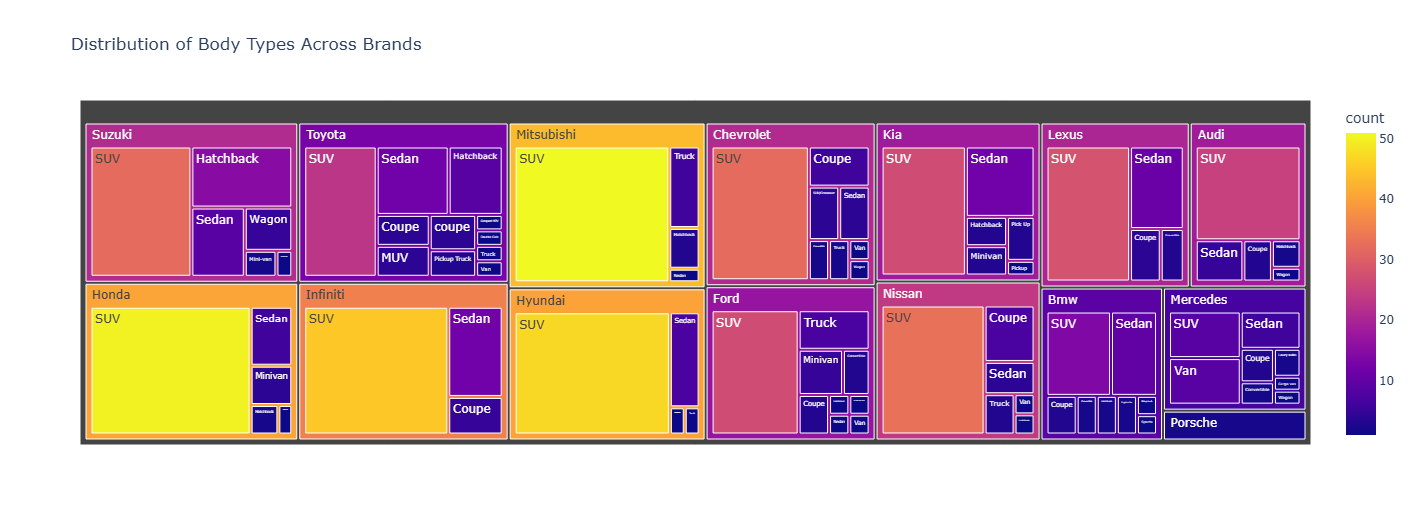 Distribution of Body Types Across Brands
count
50
40
30
20
10
Suzuki
SUV
Hatchback
Sedan
Wagon
Mini-van
Toyota
SUV
Sedan
Hatchback
Coupe
coupe
MUV
Pickup Truck
Truck
Van
Mitsubishi
SUV
Truck
Hatchback
Sedan
Chevrolet
SUV
Coupe
Sedan
Truck
Van
Wagon
Kia
SUV
Sedan
Hatchback
Pick Up
Minivan
Pickup
Lexus
SUV
Sedan
Coupe
Audi
SUV
Sedan
Coupe
Hatchback
Wagon
Honda
SUV
Sedan
Minivan
Hatchback
Infiniti
SUV
Sedan
Coupe
Hyundai
SUV
Sedan
Ford
SUV
Truck
Minivan
Convertible
Coupe
Sedan
Van
Nissan
SUV
Coupe
Sedan
Truck
Van
Bmw
SUV
Sedan
Coupe
Sports
Mercedes
SUV
Sedan
Van
Coupe
Luxury sedan
Cargo van
Convertible
Wagon
Porsche